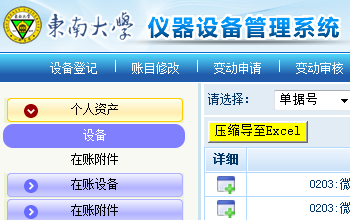 東南大學 仪器设备管理系统
设备登记 账目修改 变动申请 变动审核
个人资产
设备
在账附件
在账设备
在账附件
请选择： 单据号
压缩导至Excel
详细
0203:微
0203:微